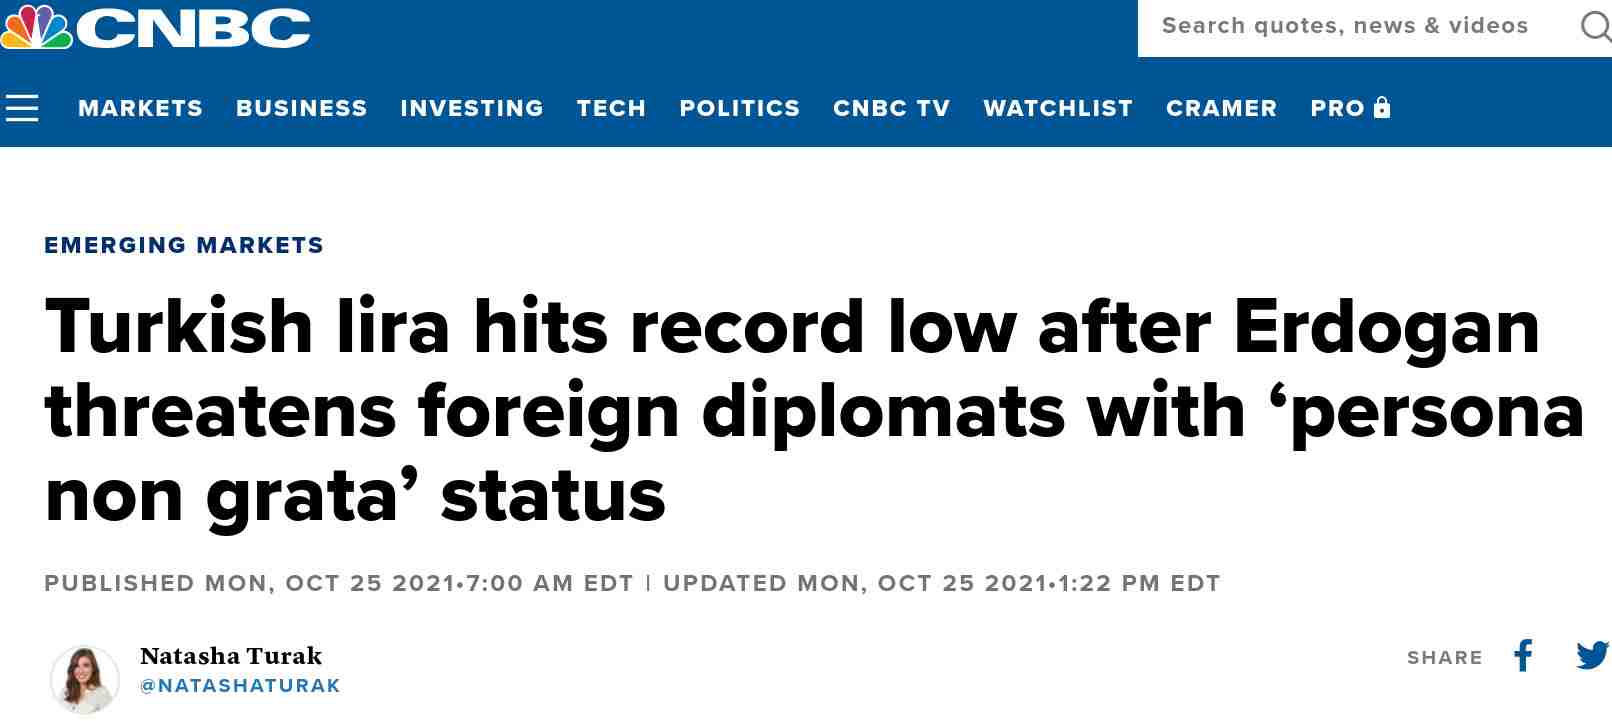 CNBC
Search quotes, news & videos
MARKETS BUSINESS INVESTING TECH POLITICS CNBC TV WATCHLIST CRAMER PRO
EMERGING MARKETS
Turkish lira hits record low after Erdogan
threatens foreign diplomats with ‘persona
non grata’ status
PUBLISHED MON, OCT 25 2021•7:00 AM EDT | UPDATED MON, OCT 25 2021•1:22 PM EDT
Natasha Turak
@NATASHATURAK
SHARE